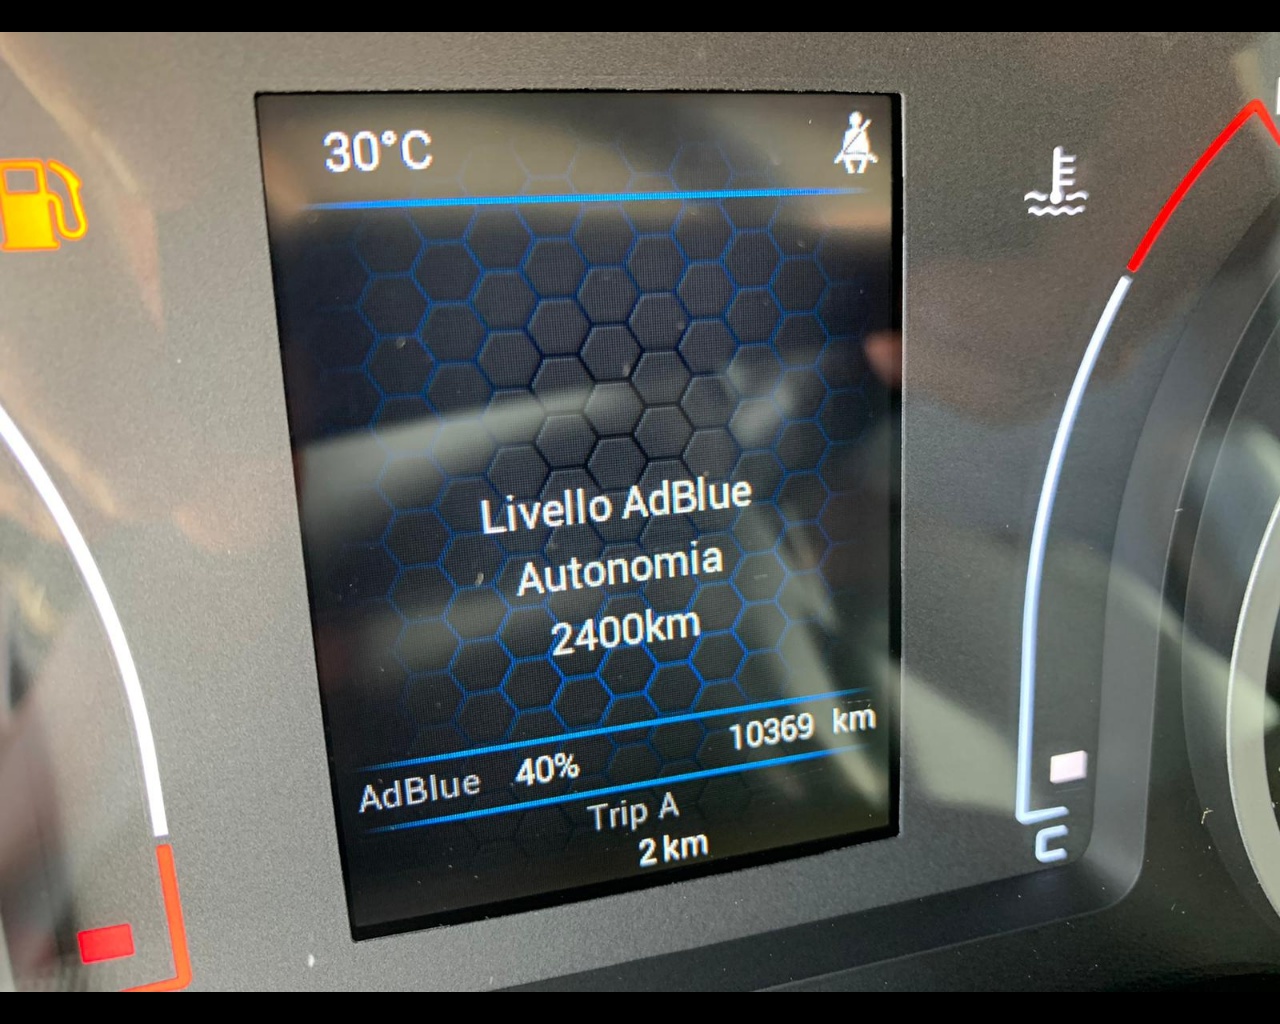 30°C
Livello AdBlue
Autonomia
2400km
10369 km
AdBlue 40%
Trip A
2 km
C